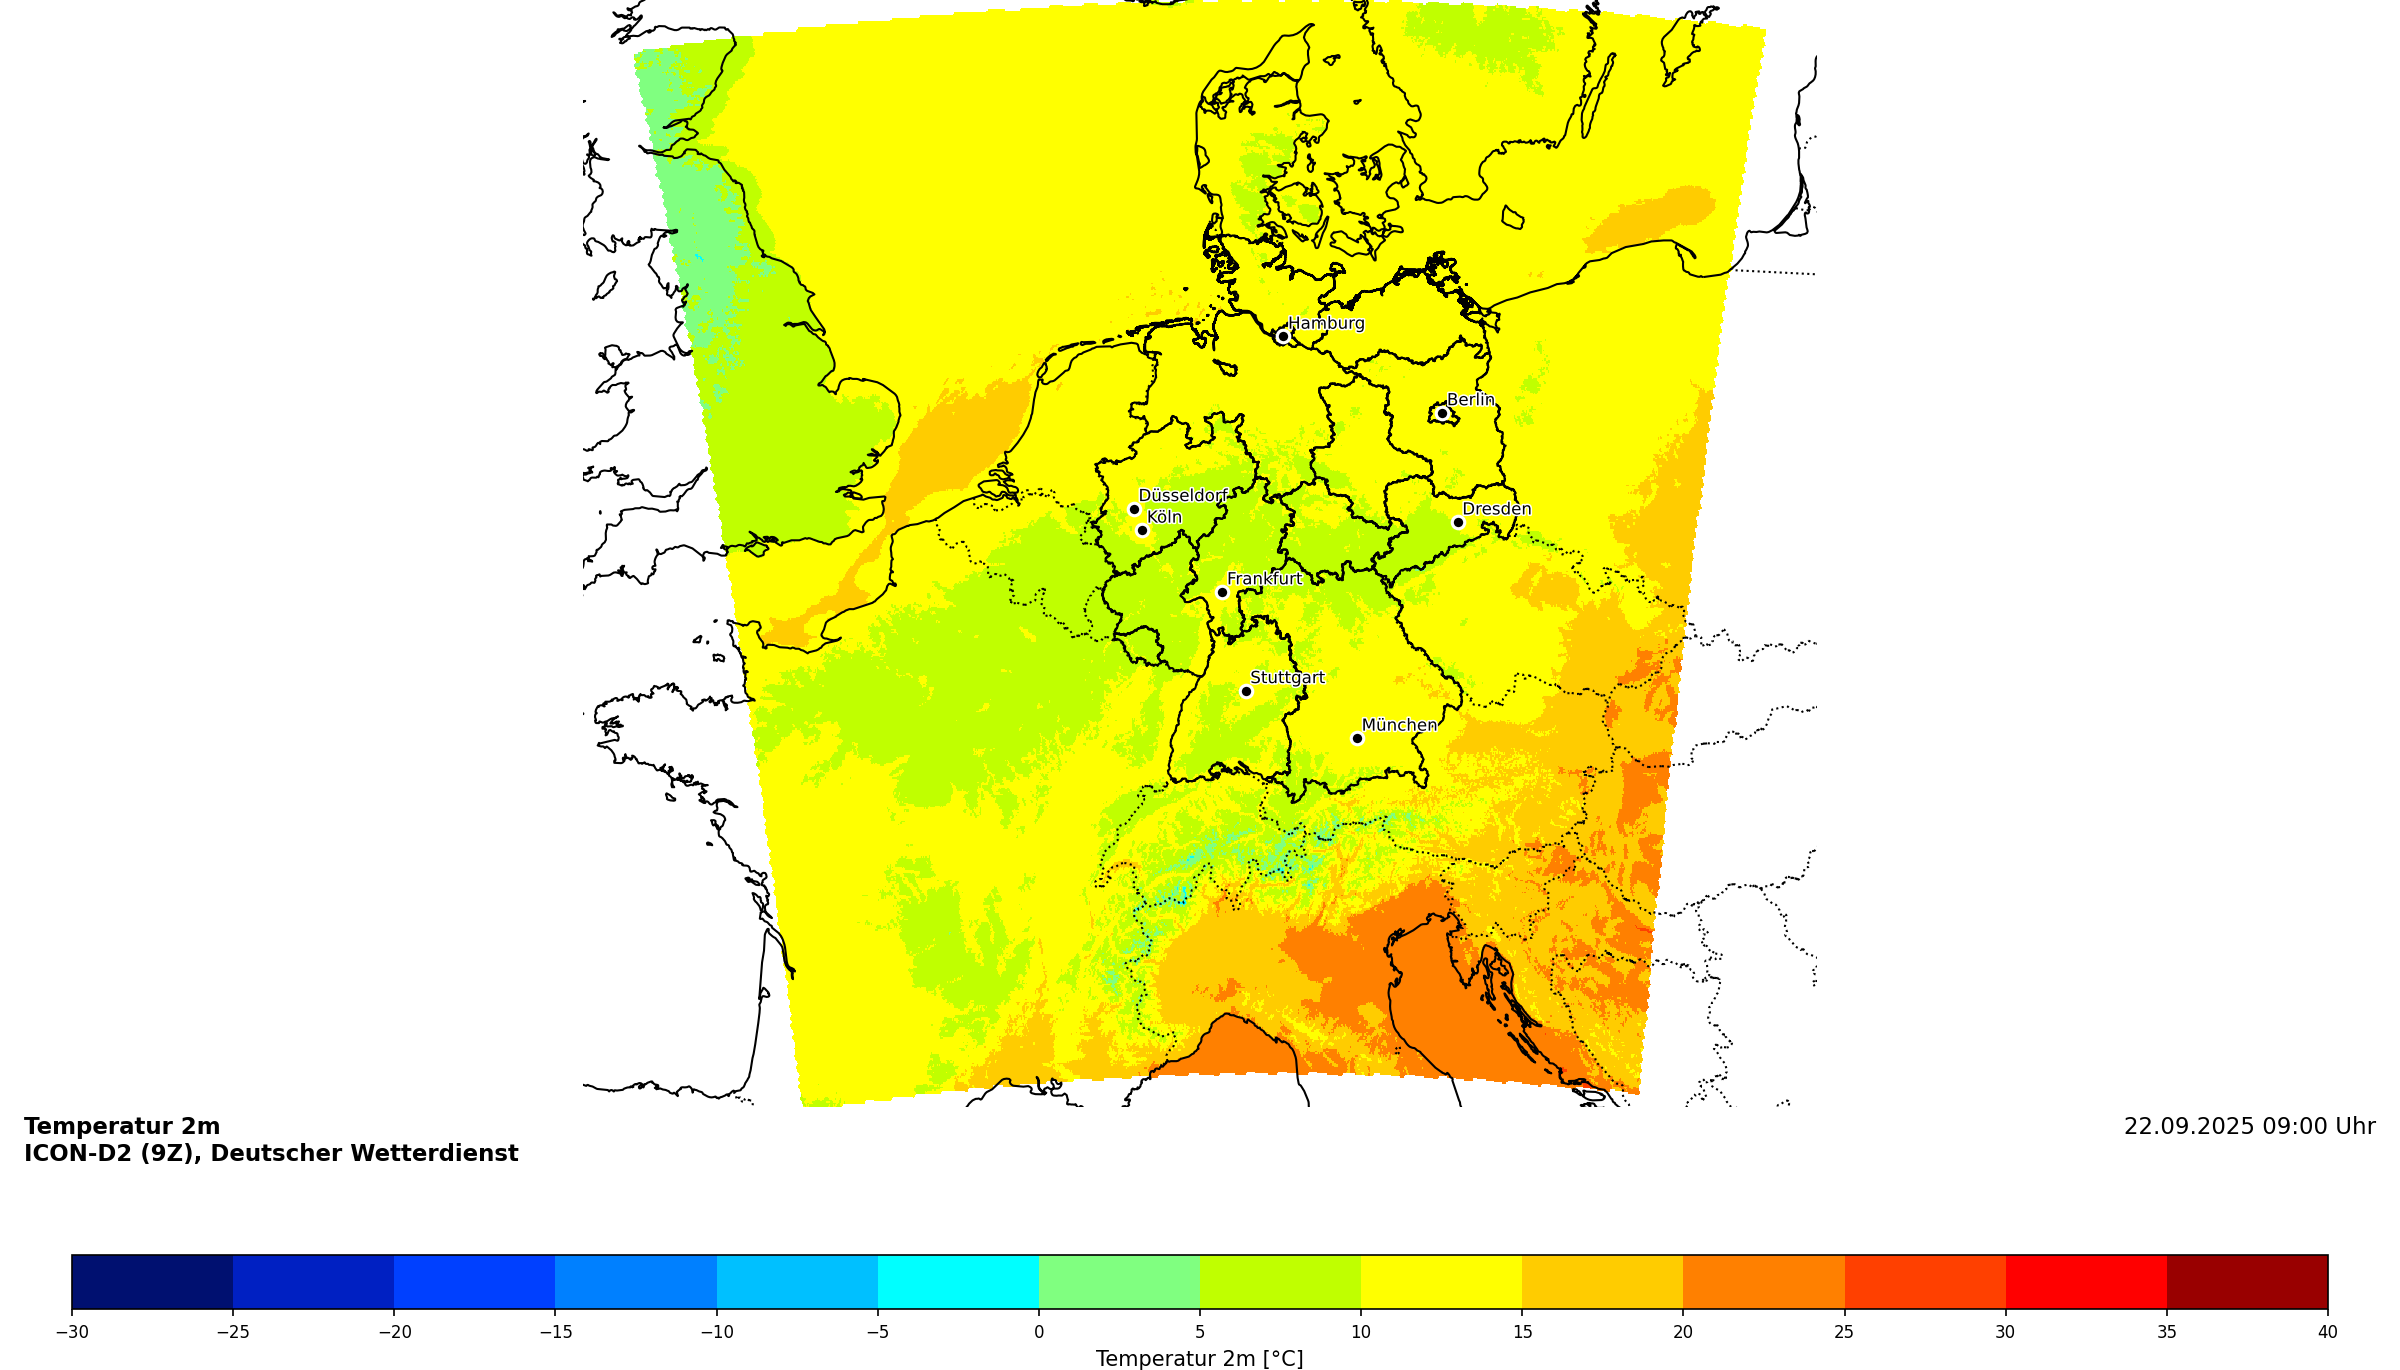 Hamburg
Berlin
Düsseldorf
Köln
Dresden
Frankfurt
Stuttgart
München
Temperatur 2m
ICON-D2 (9Z), Deutscher Wetterdienst
22.09.2025 09:00 Uhr
−30 −25 −20 −15 −10 −5 0 5 10 15 20 25 30 35 40
Temperatur 2m [°C]